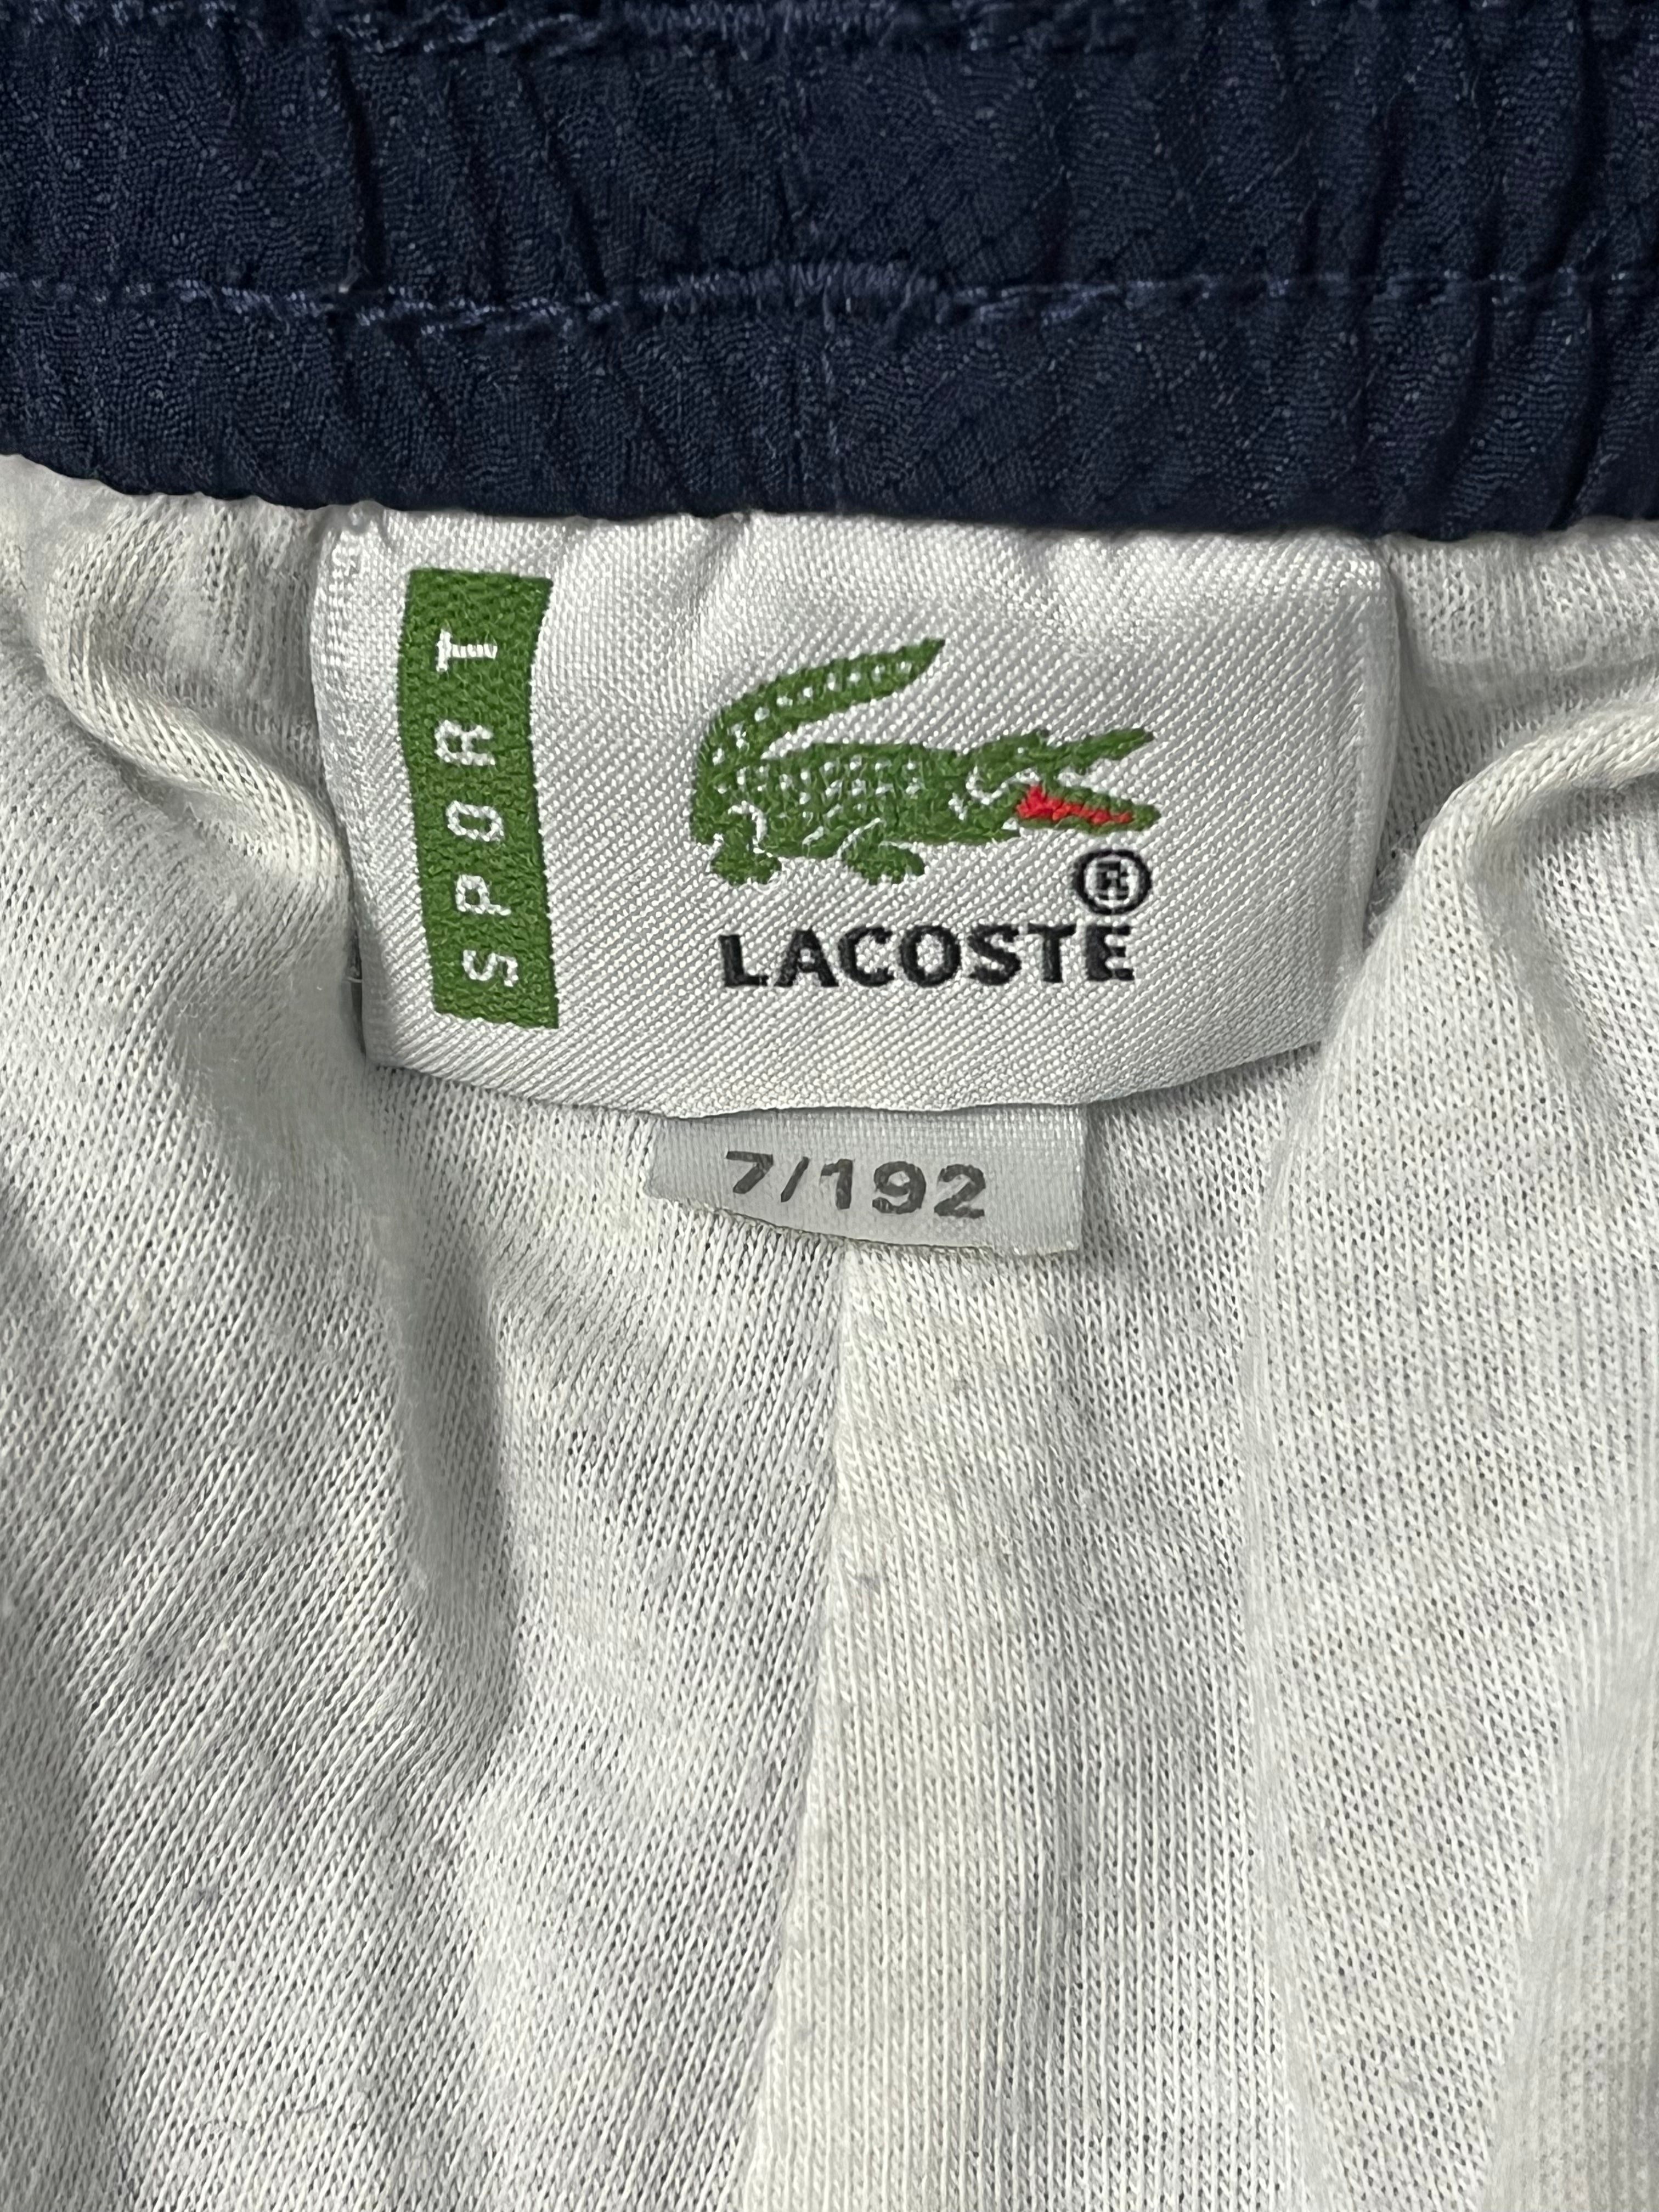 SPORT
®
LACOSTE
7/192